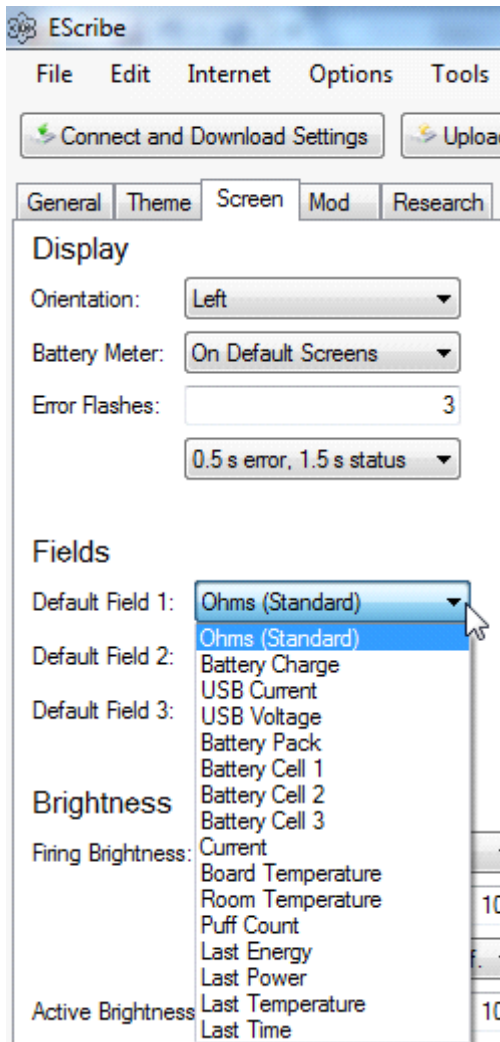 EScribe
File Edit Internet Options Tools
Connect and Download Settings
General Theme Screen Mod Research
Display
Orientation: Left
Battery Meter: On Default Screens
Error Flashes: 3
0.5 s error, 1.5 s status
Fields
Default Field 1: Ohms (Standard)
Ohms (Standard)
Default Field 2:
Battery Charge
USB Current
Default Field 3:
USB Voltage
Battery Pack
Battery Cell 1
Battery Cell 2
Brightness
Battery Cell 3
Firing Brightness:
Current
Board Temperature
Room Temperature
10
Puff Count
Last Energy
f.
Last Power
Active Brightness
Last Temperature
10
Last Time